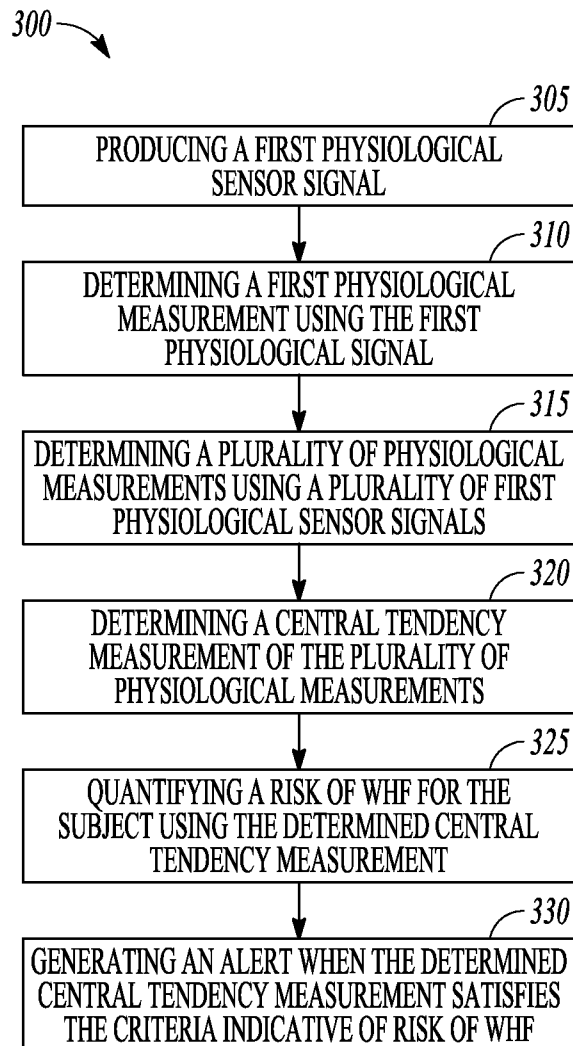 300
305
PRODUCING A FIRST PHYSIOLOGICAL
SENSOR SIGNAL
310
DETERMINING A FIRST PHYSIOLOGICAL
MEASUREMENT USING THE FIRST
PHYSIOLOGICAL SIGNAL
315
DETERMINING A PLURALITY OF PHYSIOLOGICAL
MEASUREMENTS USING A PLURALITY OF FIRST
PHYSIOLOGICAL SENSOR SIGNALS
320
DETERMINING A CENTRAL TENDENCY
MEASUREMENT OF THE PLURALITY OF
PHYSIOLOGICAL MEASUREMENTS
325
QUANTIFYING A RISK OF WHF FOR THE
SUBJECT USING THE DETERMINED CENTRAL
TENDENCY MEASUREMENT
330
GENERATING AN ALERT WHEN THE DETERMINED
CENTRAL TENDENCY MEASUREMENT SATISFIES
THE CRITERIA INDICATIVE OF RISK OF WHF